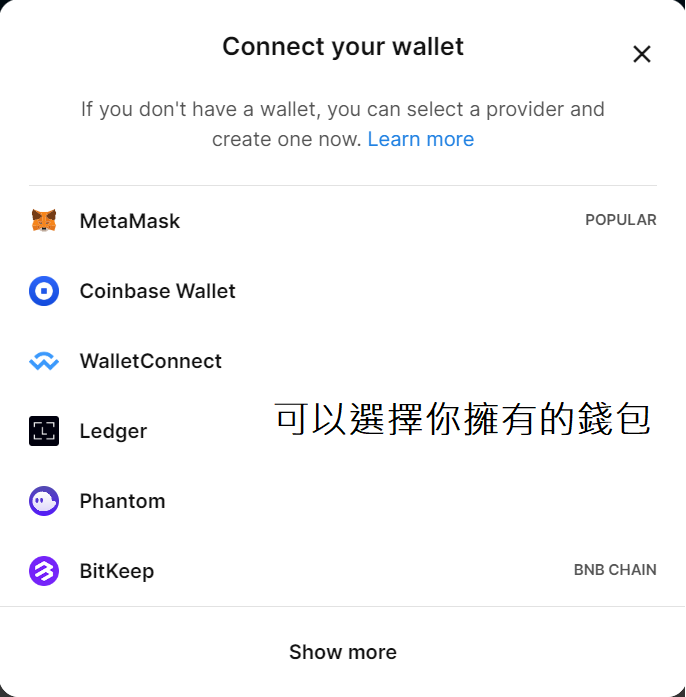 Connect your wallet
If you don't have a wallet, you can select a provider and
create one now. Learn more
MetaMask POPULAR
Coinbase Wallet
WalletConnect
可以選擇你擁有的錢包
Ledger
Phantom
BitKeep BNB CHAIN
Show more